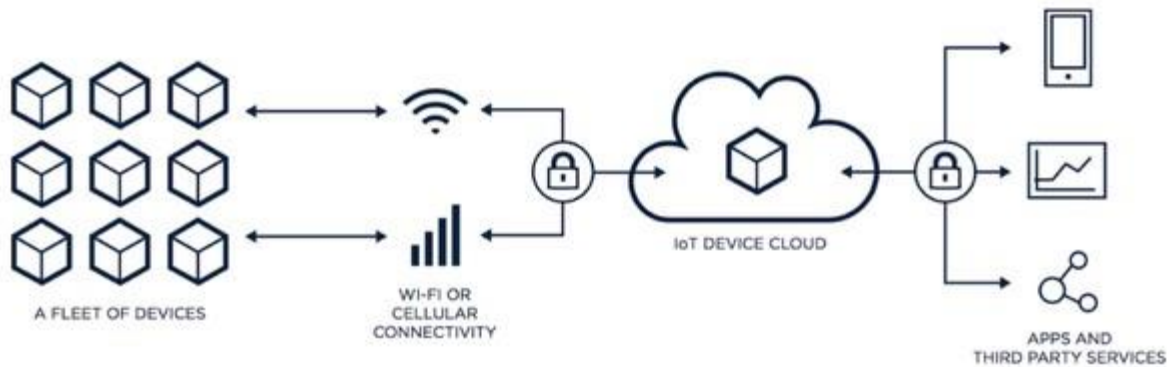 A FLEET OF DEVICES
WI-FI OR
CELLULAR
CONNECTIVITY
IoT DEVICE CLOUD
APPS AND
THIRD PARTY SERVICES